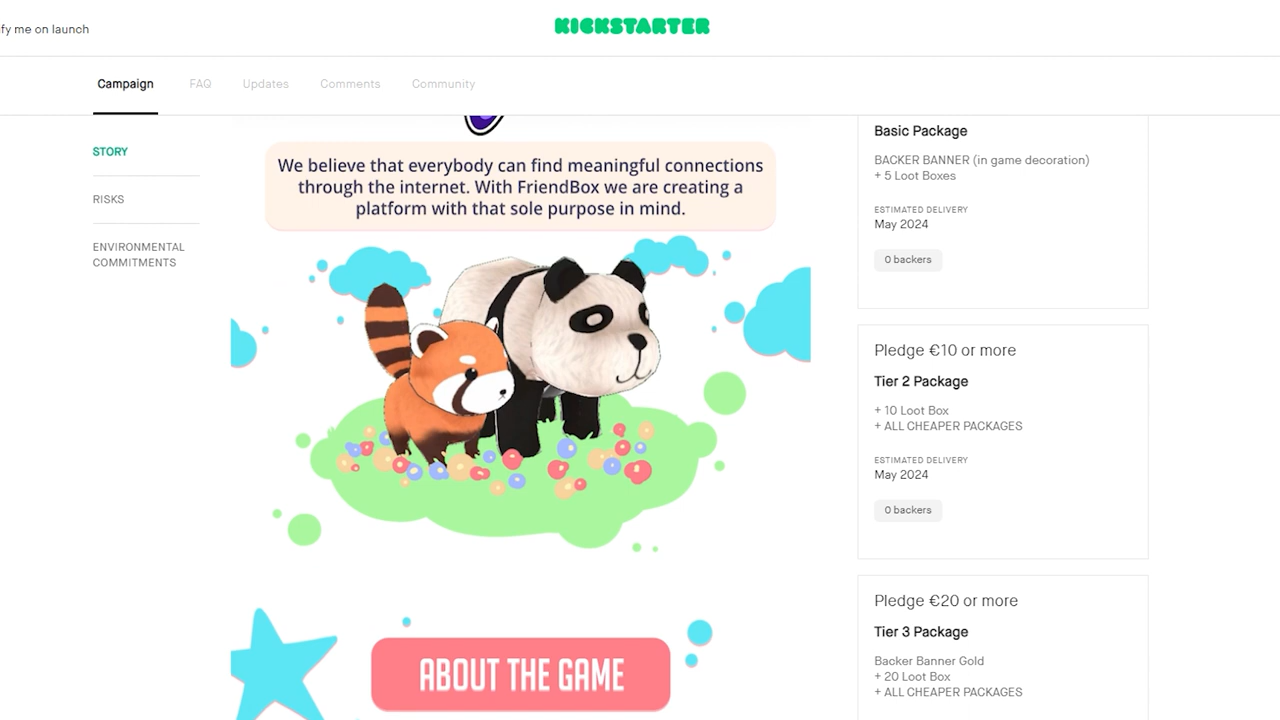 fy me on launch
KICKSTARTER
Campaign
FAQ
Updates
Comments
Community
STORY
RISKS
ENVIRONMENTAL
COMMITMENTS
We believe that everybody can find meaningful connections
through the internet. With FriendBox we are creating a
platform with that sole purpose in mind.
ABOUT THE GAME
Basic Package
BACKER BANNER (in game decoration)
+ 5 Loot Boxes
ESTIMATED DELIVERY
May 2024
0 backers
Pledge €10 or more
Tier 2 Package
+ 10 Loot Box
+ ALL CHEAPER PACKAGES
ESTIMATED DELIVERY
May 2024
0 backers
Pledge €20 or more
Tier 3 Package
Backer Banner Gold
+ 20 Loot Box
+ ALL CHEAPER PACKAGES